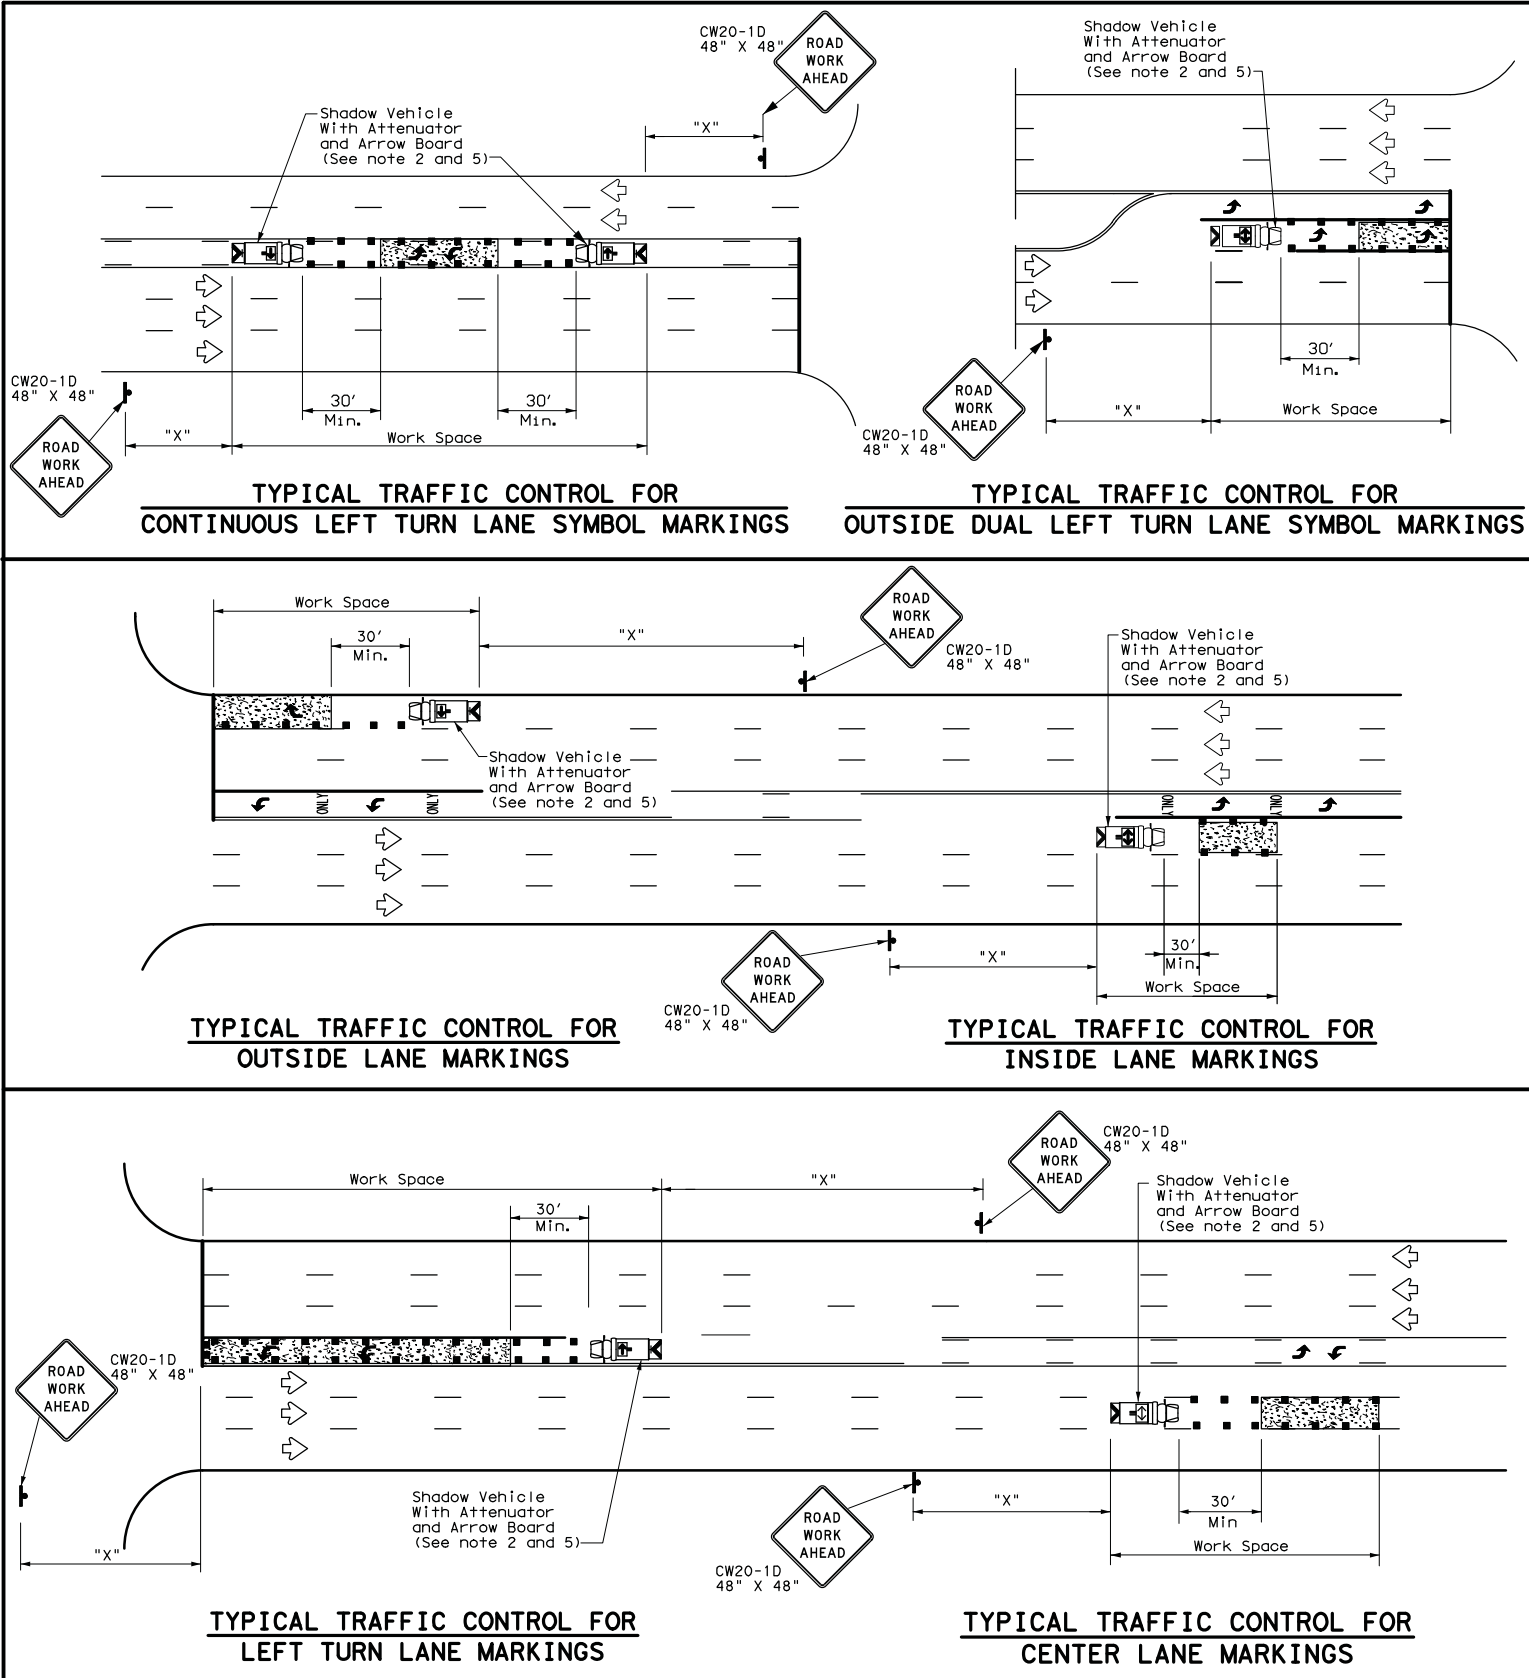 CW20-1D
48" X 48"
ROAD
WORK
AHEAD
"X"
Shadow Vehicle
With Attenuator
and Arrow Board
(See note 2 and 5)
CW20-1D
48" X 48"
ROAD
WORK
AHEAD
"X"
30'
Min.
30'
Min.
Work Space
TYPICAL TRAFFIC CONTROL FOR
CONTINUOUS LEFT TURN LANE SYMBOL MARKINGS
Shadow Vehicle
With Attenuator
and Arrow Board
(See note 2 and 5)
30'
Min.
ROAD
WORK
AHEAD
CW20-1D
48" X 48"
"X"
Work Space
TYPICAL TRAFFIC CONTROL FOR
OUTSIDE DUAL LEFT TURN LANE SYMBOL MARKINGS
Work Space
30'
Min.
"X"
ROAD
WORK
AHEAD
CW20-1D
48" X 48"
Shadow Vehicle
With Attenuator
and Arrow Board
(See note 2 and 5)
ONLY
ONLY
TYPICAL TRAFFIC CONTROL FOR
OUTSIDE LANE MARKINGS
Shadow Vehicle
With Attenuator
and Arrow Board
(See note 2 and 5)
ONLY
ONLY
ROAD
WORK
AHEAD
CW20-1D
48" X 48"
"X"
30'
Min.
Work Space
TYPICAL TRAFFIC CONTROL FOR
INSIDE LANE MARKINGS
Work Space
30'
Min.
"X"
ROAD
WORK
AHEAD
CW20-1D
48" X 48"
ROAD
WORK
AHEAD
CW20-1D
48" X 48"
"X"
Shadow Vehicle
With Attenuator
and Arrow Board
(See note 2 and 5)
TYPICAL TRAFFIC CONTROL FOR
LEFT TURN LANE MARKINGS
Shadow Vehicle
With Attenuator
and Arrow Board
(See note 2 and 5)
ROAD
WORK
AHEAD
CW20-1D
48" X 48"
"X"
30'
Min
Work Space
TYPICAL TRAFFIC CONTROL FOR
CENTER LANE MARKINGS